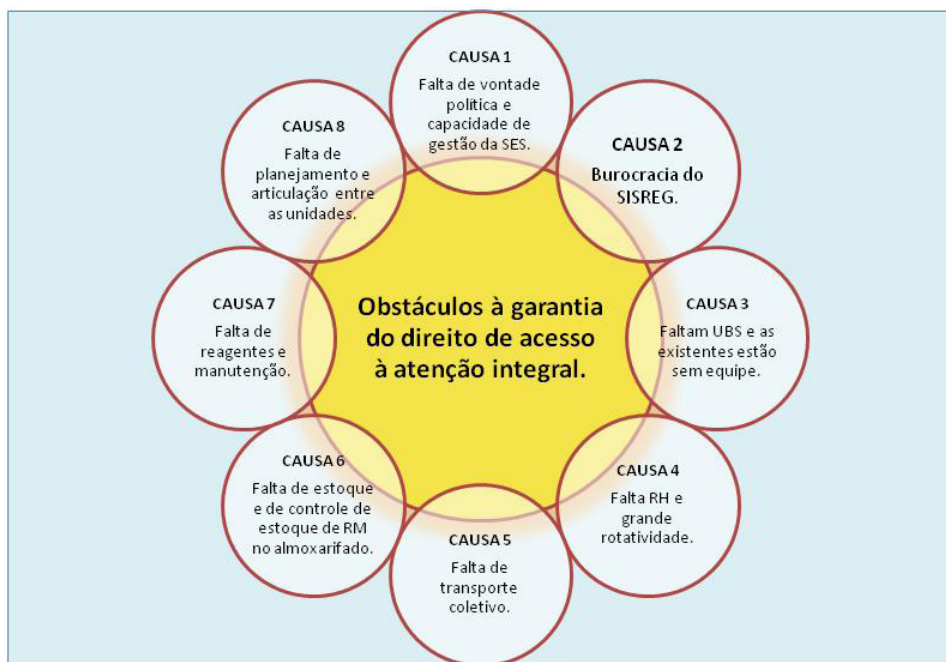 CAUSA 1
Falta de vontade
política e
capacidade de
gestão da SES.
CAUSA 2
Burocracia do
SISREG.
CAUSA 3
Faltam UBS e as
existentes estão
sem equipe.
CAUSA 4
Falta RH e
grande
rotatividade.
CAUSA 5
Falta de
transporte
coletivo.
CAUSA 6
Falta de estoque
e de controle de
estoque de RM
no almoxarifado.
CAUSA 7
Falta de
reagentes e
manutenção.
CAUSA 8
Falta de
planejamento e
articulação entre
as unidades.
Obstáculos à garantia
do direito de acesso
à atenção integral.